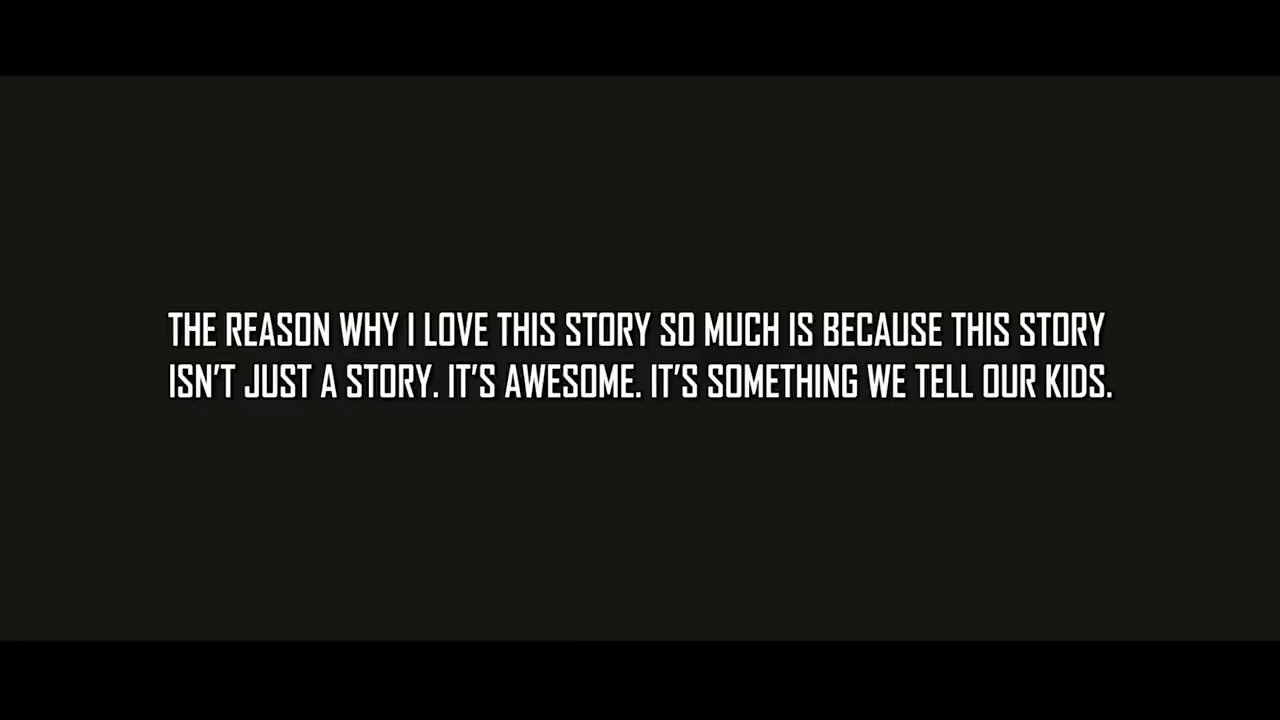 THE REASON WHY I LOVE THIS STORY SO MUCH IS BECAUSE THIS STORY
ISN'T JUST A STORY. IT'S AWESOME. IT'S SOMETHING WE TELL OUR KIDS.